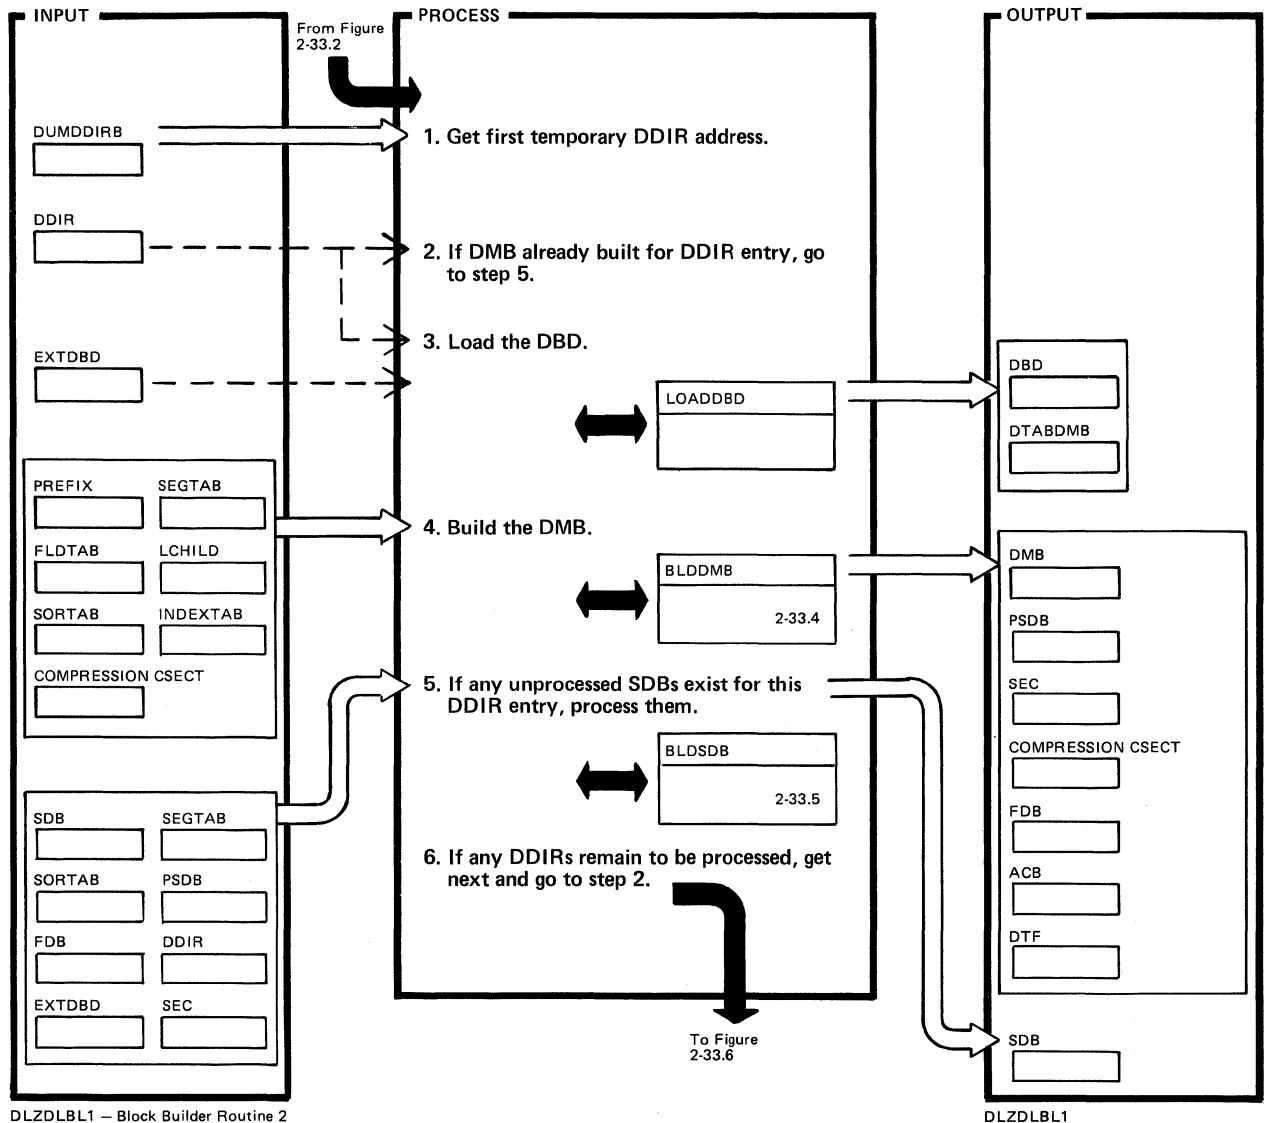 INPUT
PROCESS
OUTPUT
From Figure
2-33.2
DUMDDIRB
1. Get first temporary DDIR address.
DDIR
2. If DMB already built for DDIR entry, go
to step 5.
3. Load the DBD.
EXTDBD
LOADDBD
DBD
DTABDMB
PREFIX SEGTAB
FLDTAB LCHILD
SORTAB INDEXTAB
COMPRESSION CSECT
4. Build the DMB.
BLDDMB
2-33.4
DMB
PSDB
SEC
COMPRESSION CSECT
FDB
ACB
DTF
5. If any unprocessed SDBs exist for this
DDIR entry, process them.
BLDSDB
2-33.5
SDB SEGTAB
SORTAB PSDB
FDB DDIR
EXTDBD SEC
6. If any DDIRs remain to be processed, get
next and go to step 2.
To Figure
2-33.6
SDB
DLZDLBL1 — Block Builder Routine 2
DLZDLBL1